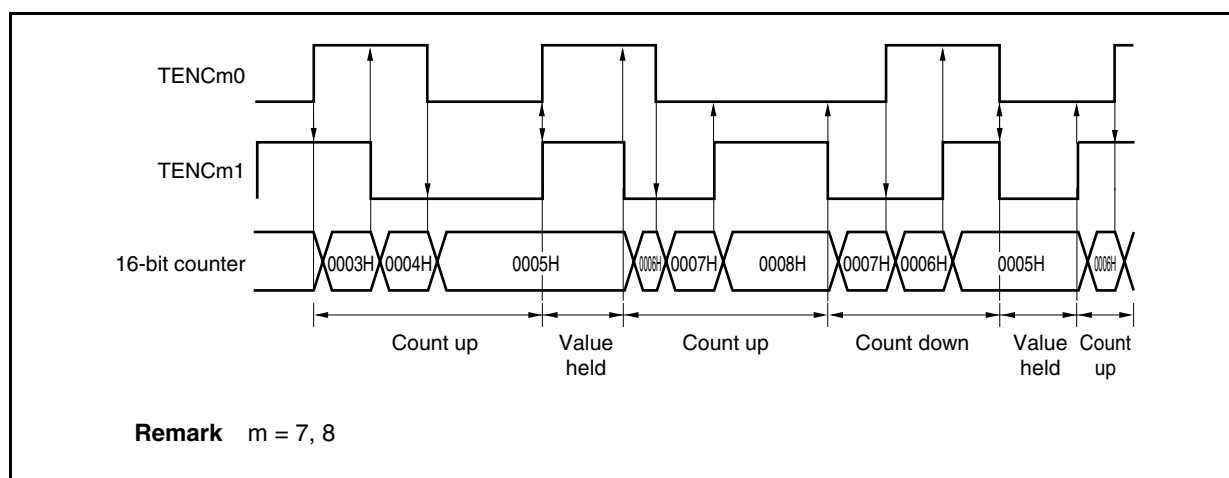 TENCm0
TENCm1
16-bit counter
0003H 0004H 0005H 0006H 0007H 0008H 0007H 0006H 0005H 0006H
Count up
Value held
Count up
Count down
Value held
Count up
Remark m = 7, 8